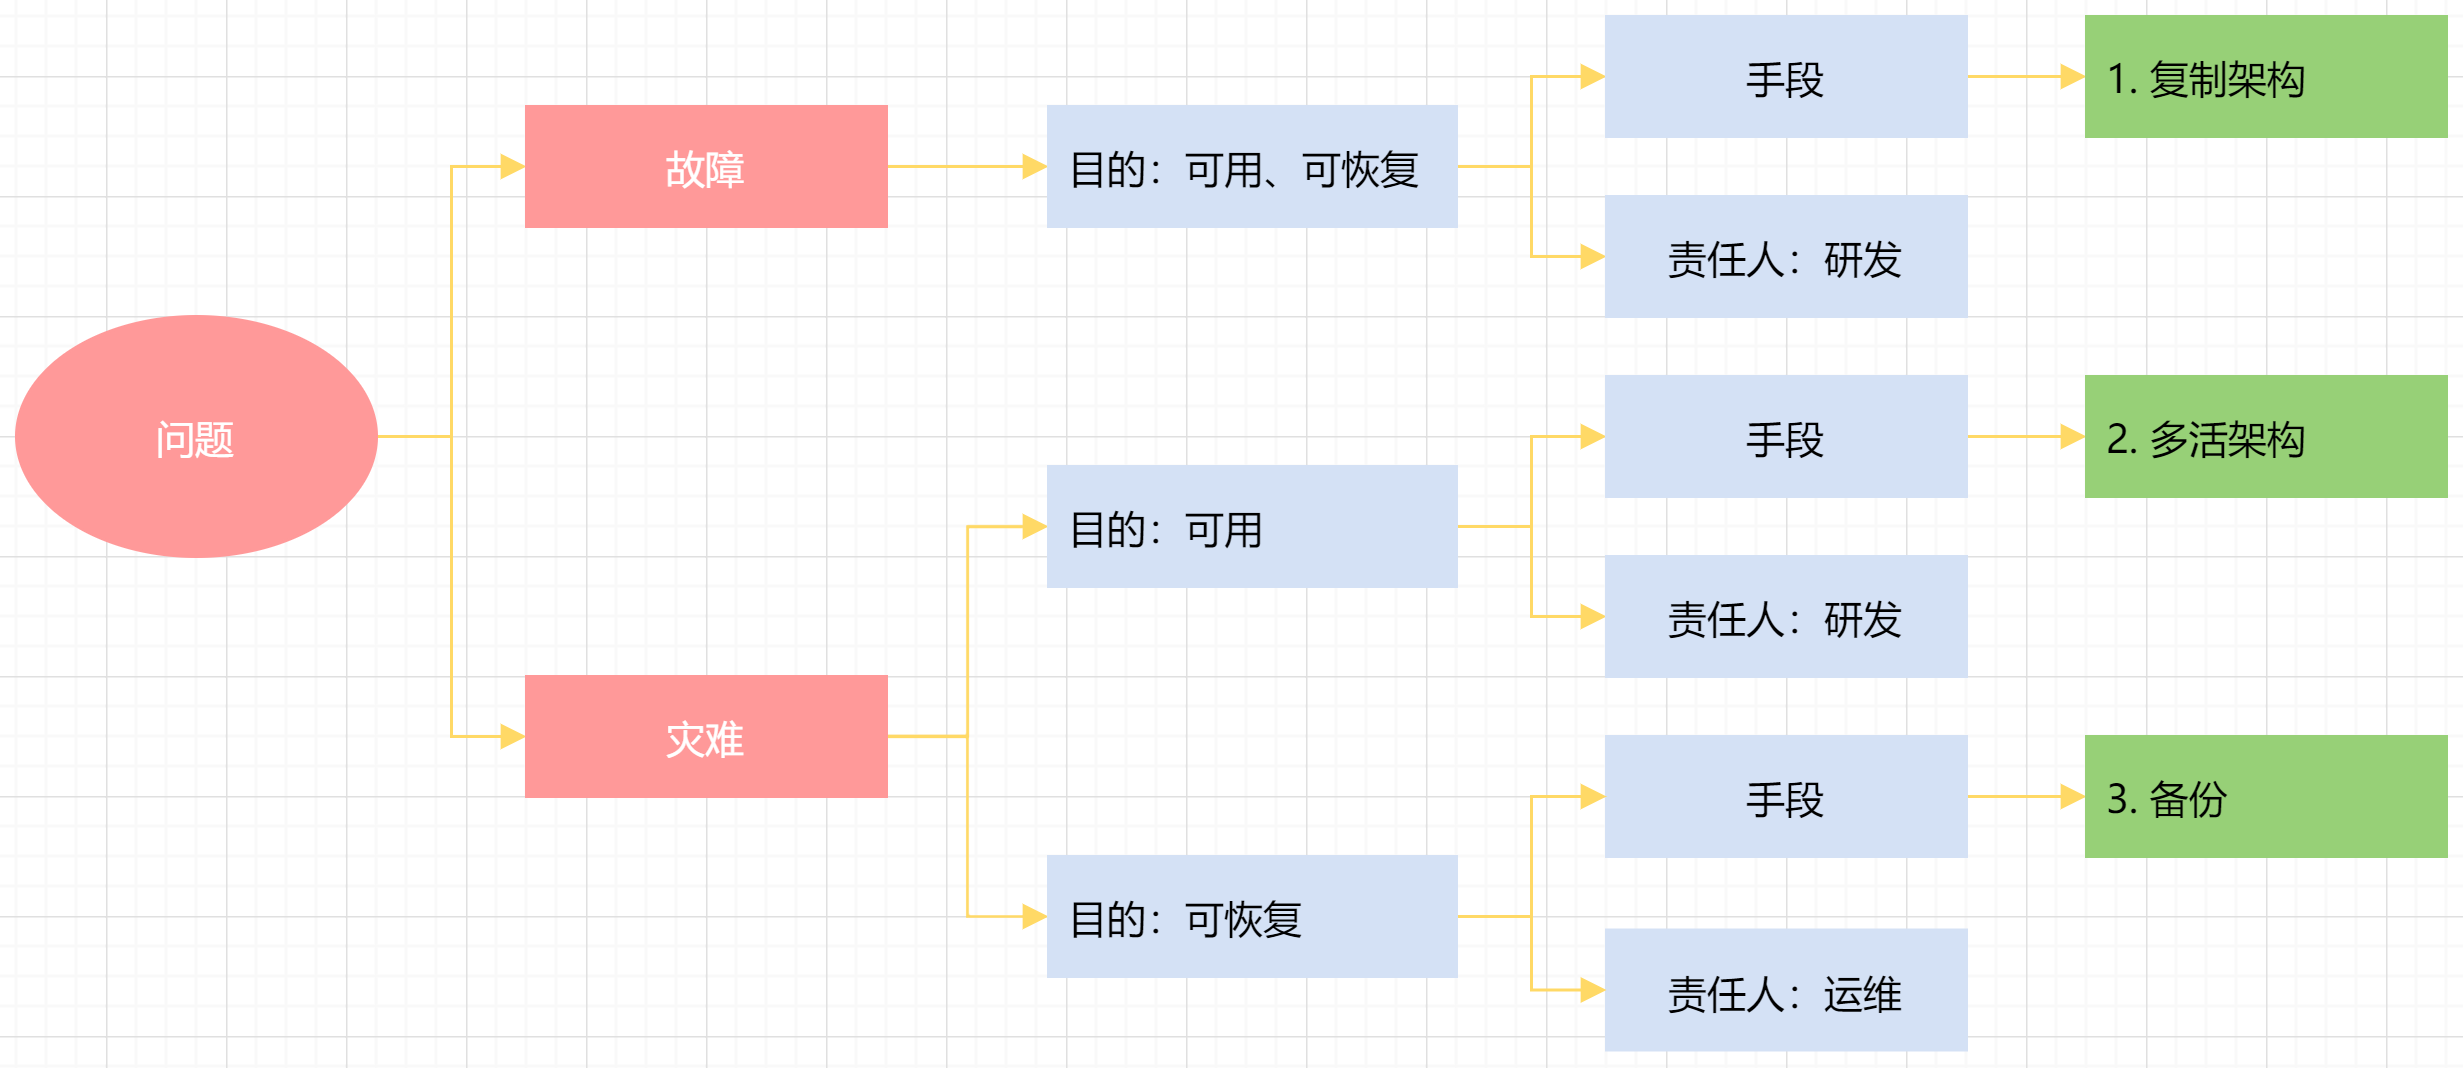 问题
故障
目的：可用、可恢复
手段
1. 复制架构
责任人：研发
灾难
目的：可用
手段
2. 多活架构
责任人：研发
目的：可恢复
手段
3. 备份
责任人：运维